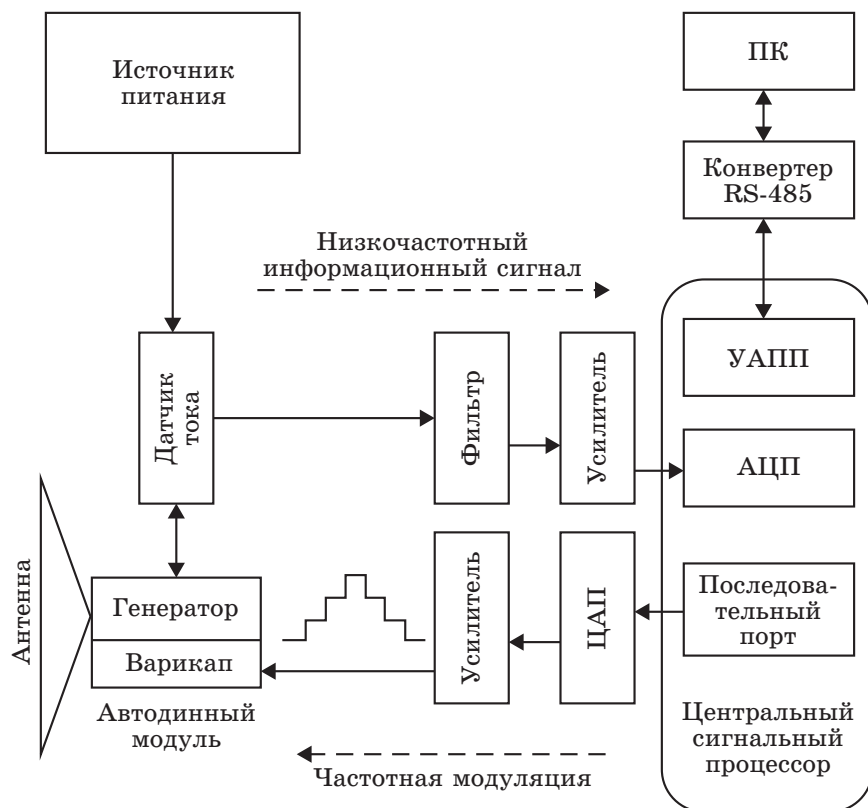 Источник
питания
ПК
Конвертер
RS-485
Низкочастотный
информационный сигнал
УАПП
Датчик
тока
Фильтр
Усилитель
АЦП
Антенна
Генератор
Варикап
Автодинный
модуль
Усилитель
ЦАП
Последова-
тельный
порт
Центральный
сигнальный
процессор
Частотная модуляция